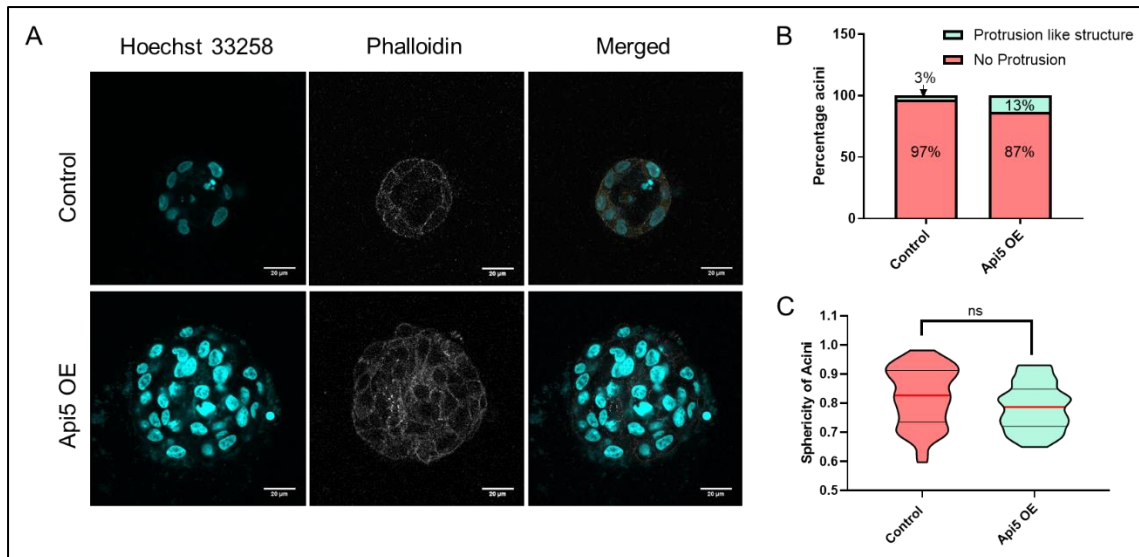 A
Hoechst 33258
Phalloidin
Merged
Control
20 μm
20 μm
20 μm
Api5 OE
20 μm
20 μm
20 μm
B
Protrusion like structure
No Protrusion
Percentage acini
150
100
50
0
3%
97%
13%
87%
Control
Api5 OE
C
ns
Sphericity of Acini
1.1
1.0
0.9
0.8
0.7
0.6
0.5
Control
Api5 OE